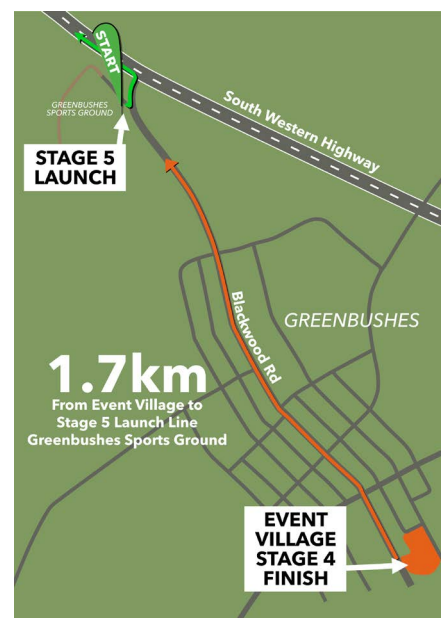 START
GREENBUSHES
SPORTS GROUND
South Western Highway
STAGE 5
LAUNCH
Blackwood Rd
GREENBUSHES
1.7km
From Event Village to
Stage 5 Launch Line
Greenbushes Sports Ground
EVENT
VILLAGE
STAGE 4
FINISH